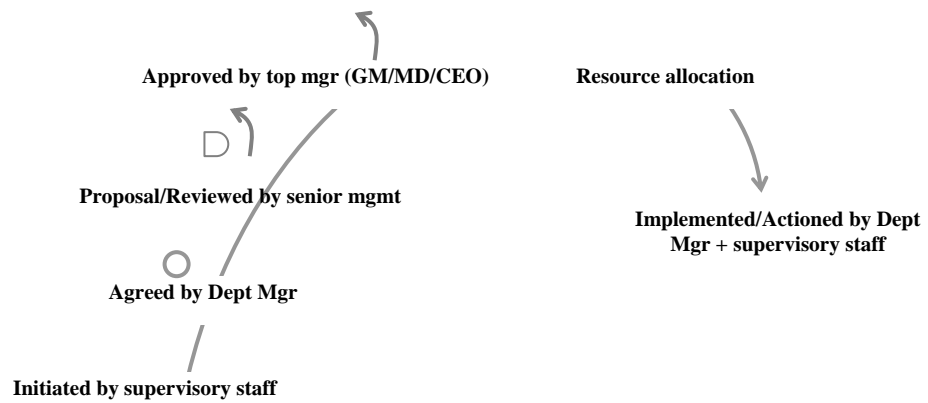 Approved by top mgr (GM/MD/CEO)
Resource allocation
Proposal/Reviewed by senior mgmt
Implemented/Actioned by Dept
Mgr + supervisory staff
Agreed by Dept Mgr
Initiated by supervisory staff